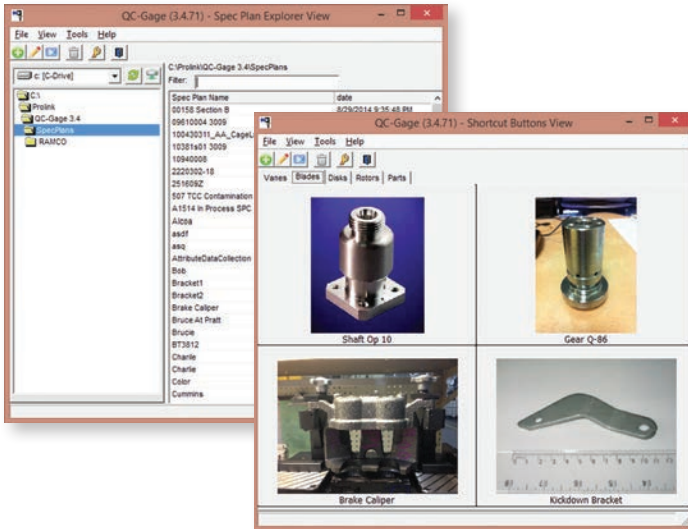 QC-Gage (3.4.71) - Spec Plan Explorer View
File View Tools Help
c: [C-Drive]
C:\
Prolink
QC-Gage 3.4
SpecPlans
RAMCO
C:\Prolink\QC-Gage 3.4\SpecPlans
Filter:
Spec Plan Name date
00158 Section B 8/29/2014 9:35:48 PM
09610004 3009
100430311_AA_CageL
10381s01 3009
10940008
2220302-18
251609Z
507 TCC Contamination
A1514 In Process SPC
Alcoa
asdf
asq
AttributeDataCollection
Bob
Bracket1
Bracket2
Brake Caliper
Bruce At Pratt
Brucie
BT3812
Charlie
Charlie
Color
Cummins
QC-Gage (3.4.71) - Shortcut Buttons View
File View Tools Help
Vanes Blades Disks Rotors Parts
Shaft Op 10
Gear Q-86
Brake Caliper
Kickdown Bracket